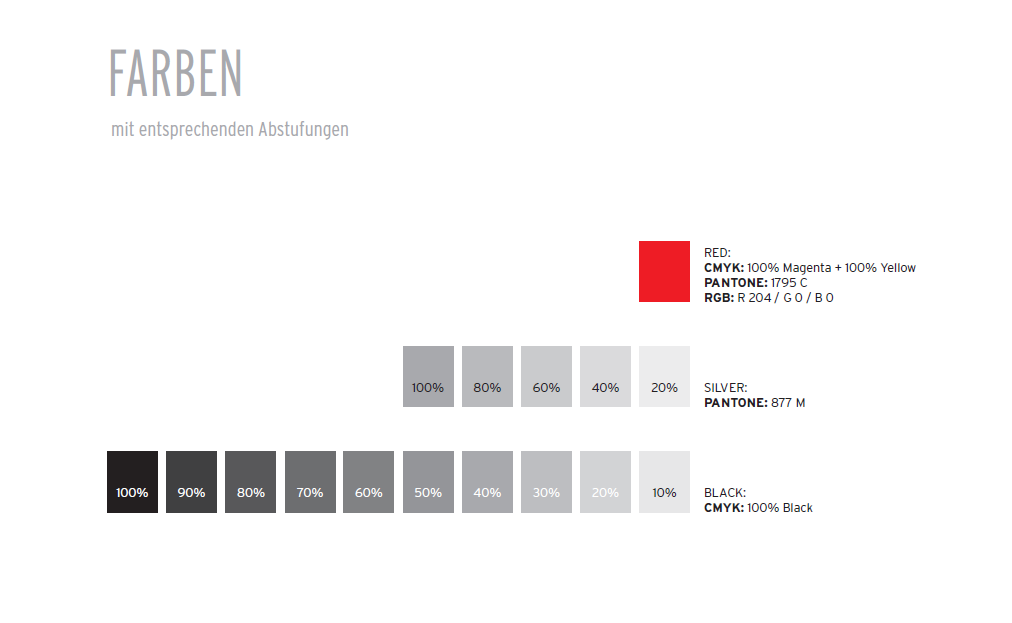 FARBEN
mit entsprechenden Abstufungen
RED:
CMYK: 100% Magenta + 100% Yellow
PANTONE: 1795 C
RGB: R 204 / G 0 / B 0
100% 80% 60% 40% 20%
SILVER:
PANTONE: 877 M
100% 90% 80% 70% 60% 50% 40% 30% 20% 10%
BLACK:
CMYK: 100% Black